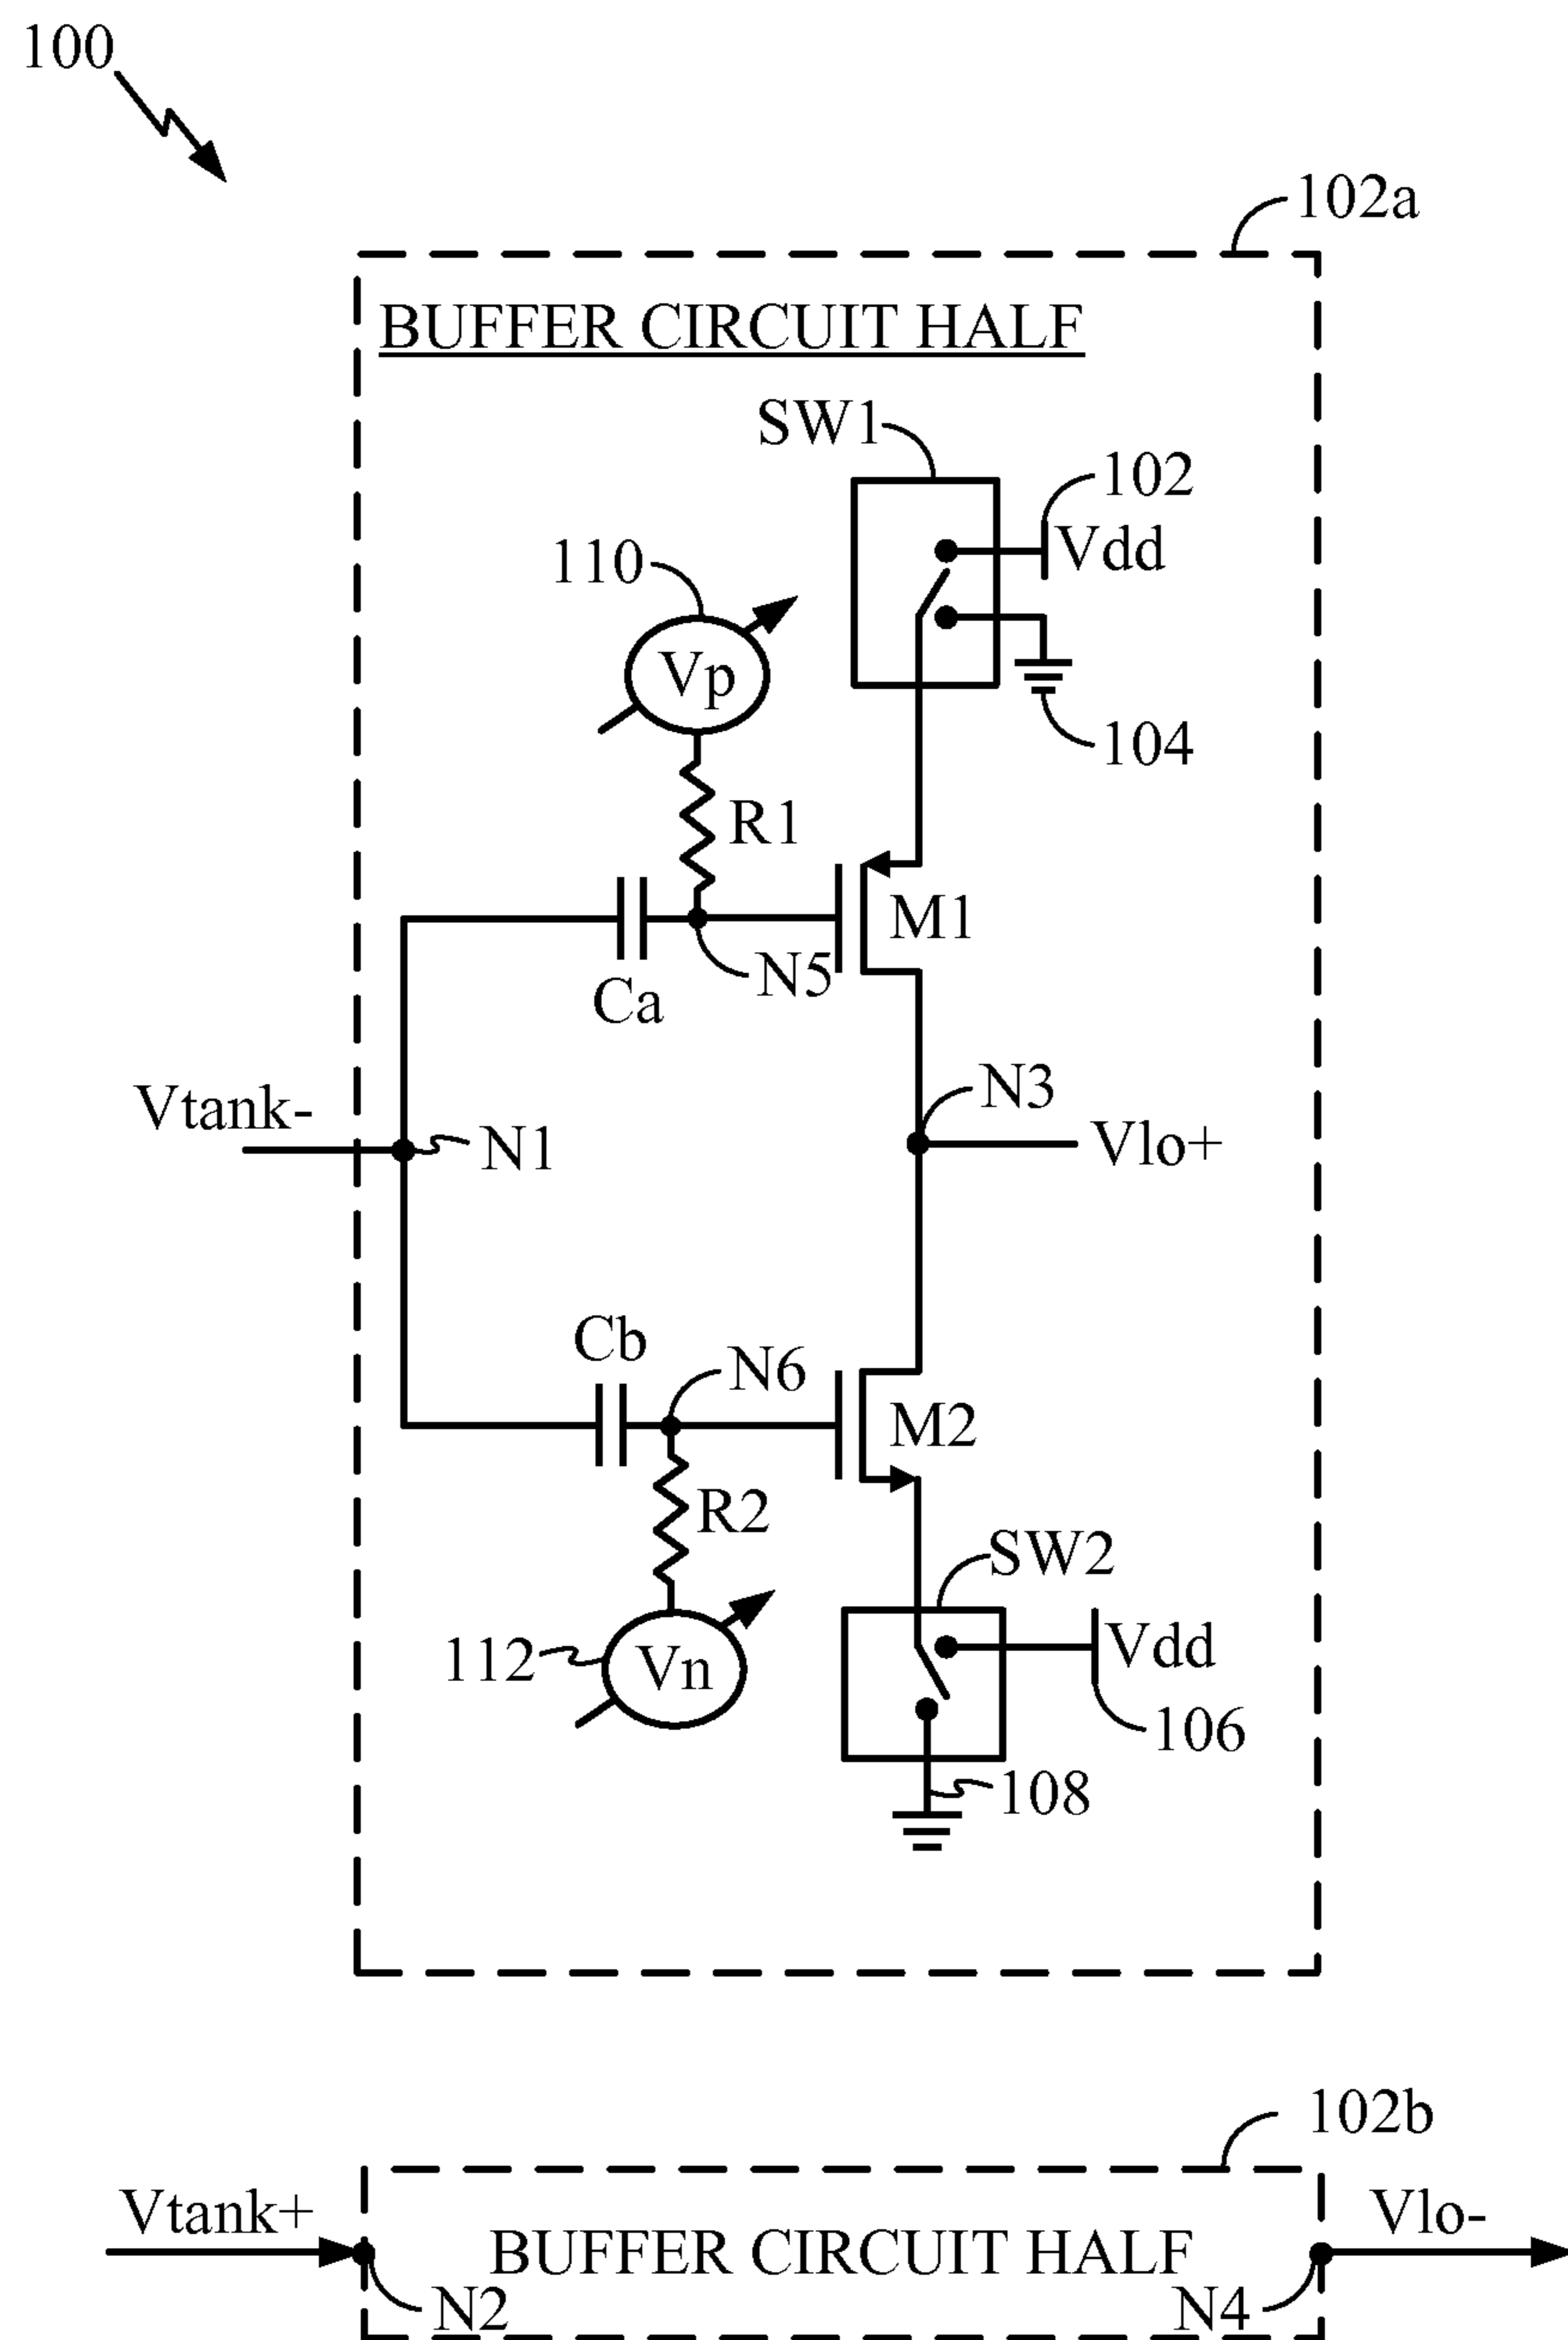 100
102a
BUFFER CIRCUIT HALF
SW1
102
Vdd
110
Vp
104
R1
M1
N5
Ca
N3
Vtank-
N1
Vlo+
Cb
N6
M2
R2
SW2
112
Vn
Vdd
106
108
102b
Vtank+
Vlo-
BUFFER CIRCUIT HALF
N2
N4